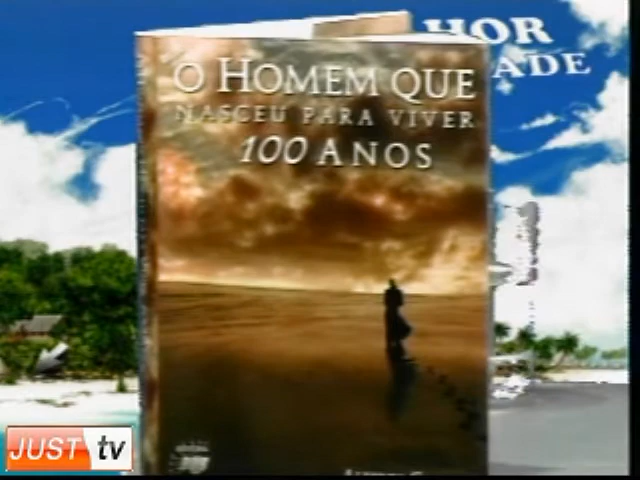 HOR
ADE
O HOMEM QUE
NASCEU PARA VIVER
100 ANOS
JUST tv